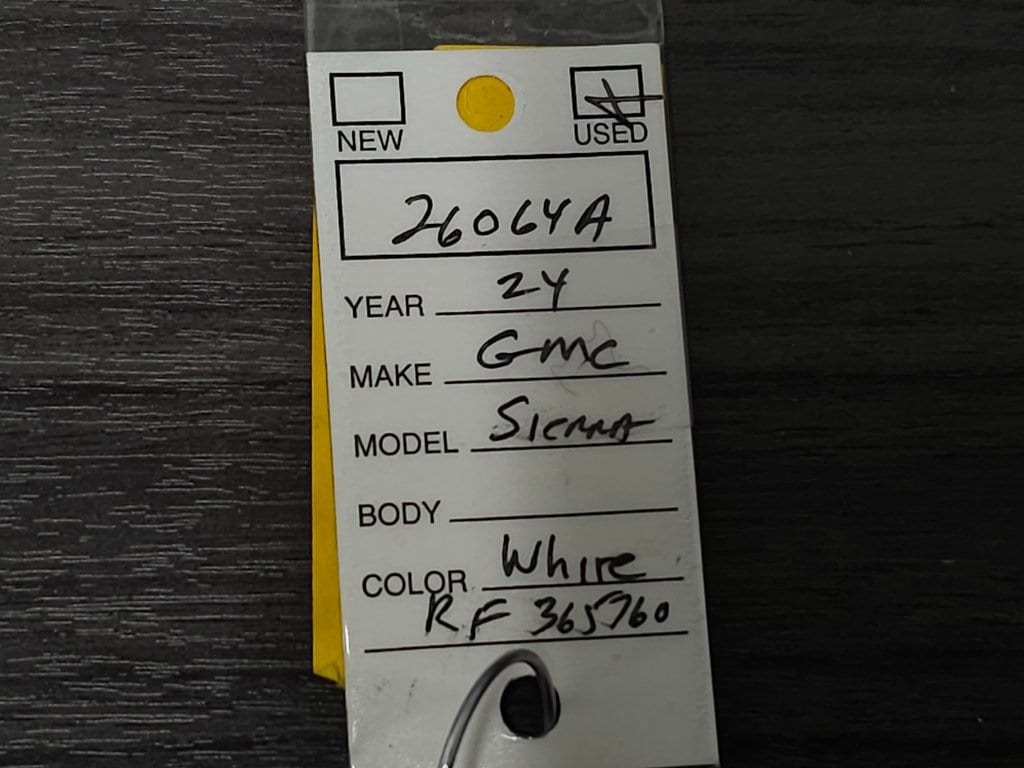 NEW USED
26064A
YEAR 24
MAKE GMC
MODEL Sierra
BODY
COLOR White
RF 365760